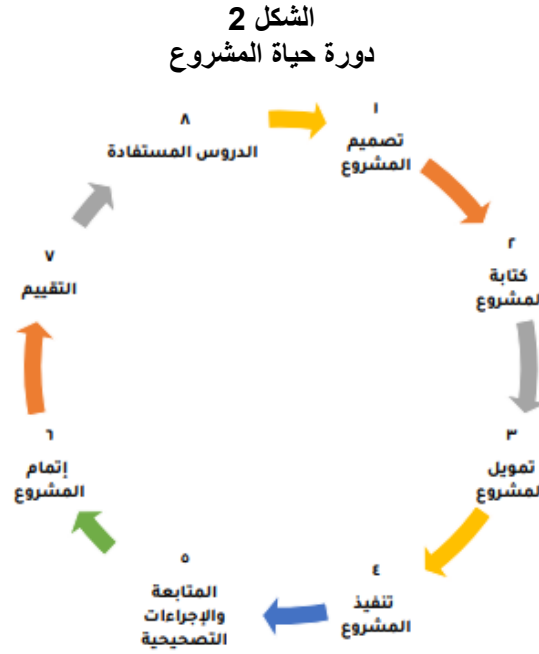 الشكل 2
دورة حياة المشروع
١
تصميم
المشروع
٢
كتابة
المشروع
٣
تمويل
المشروع
٤
تنفيذ
المشروع
٥
المتابعة
والإجراءات
التصحيحية
٦
إتمام
المشروع
٧
التقييم
٨
الدروس المستفادة